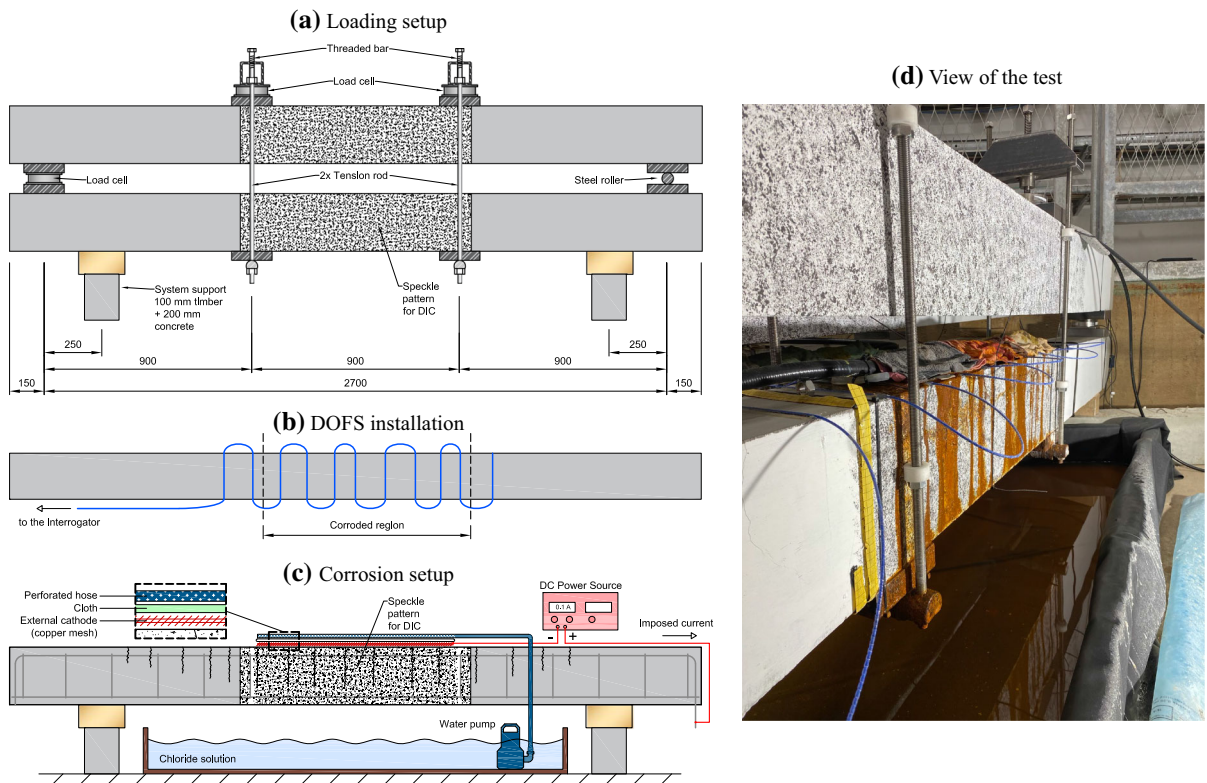 (a) Loading setup
Threaded bar
Load cell
Load cell
2x Tension rod
Steel roller
System support
100 mm timber
+ 200 mm
concrete
Speckle
pattern
for DIC
250
250
900
900
900
150
2700
150
(b) DOFS installation
to the Interrogator
Corroded region
(c) Corrosion setup
Perforated hose
Cloth
External cathode
(copper mesh)
Speckle
pattern
for DIC
DC Power Source
0.1 A
- +
Imposed current
Water pump
Chloride solution
(d) View of the test